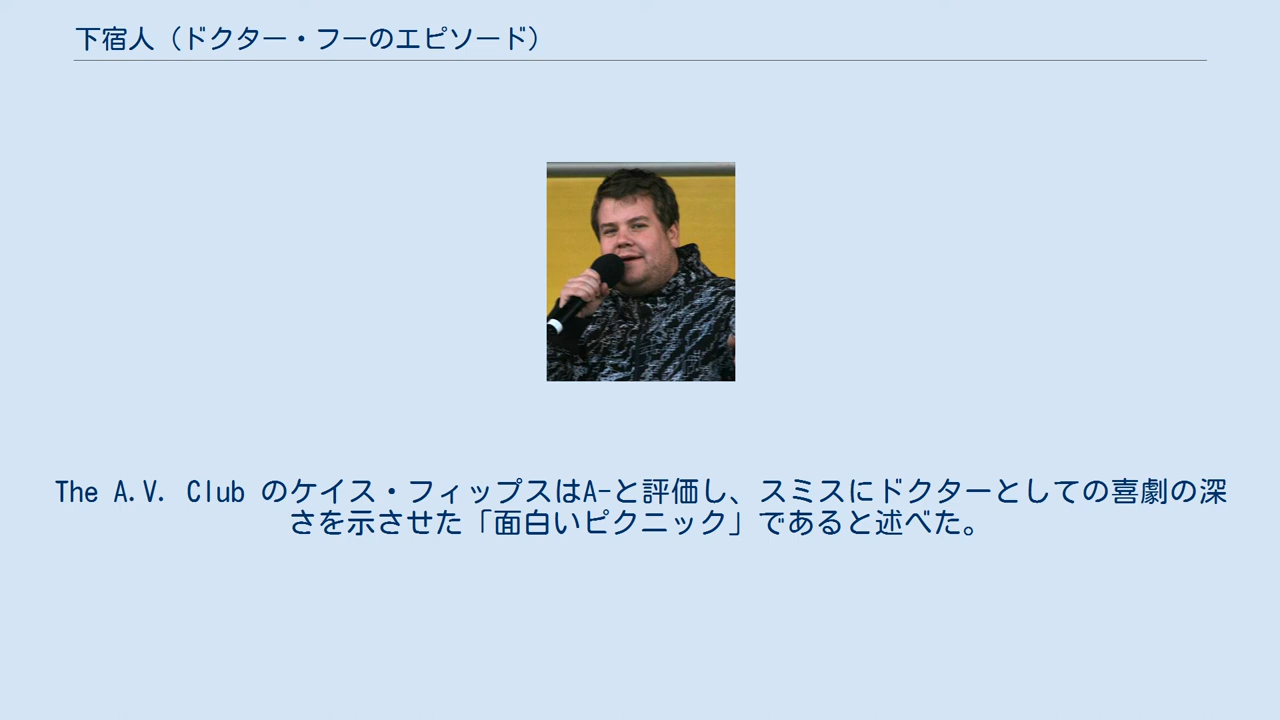 下宿人（ドクター・フーのエピソード）
The A.V. Club のケイス・フィップスはA-と評価し、スミスにドクターとしての喜劇の深
さを示させた「面白いピクニック」であると述べた。